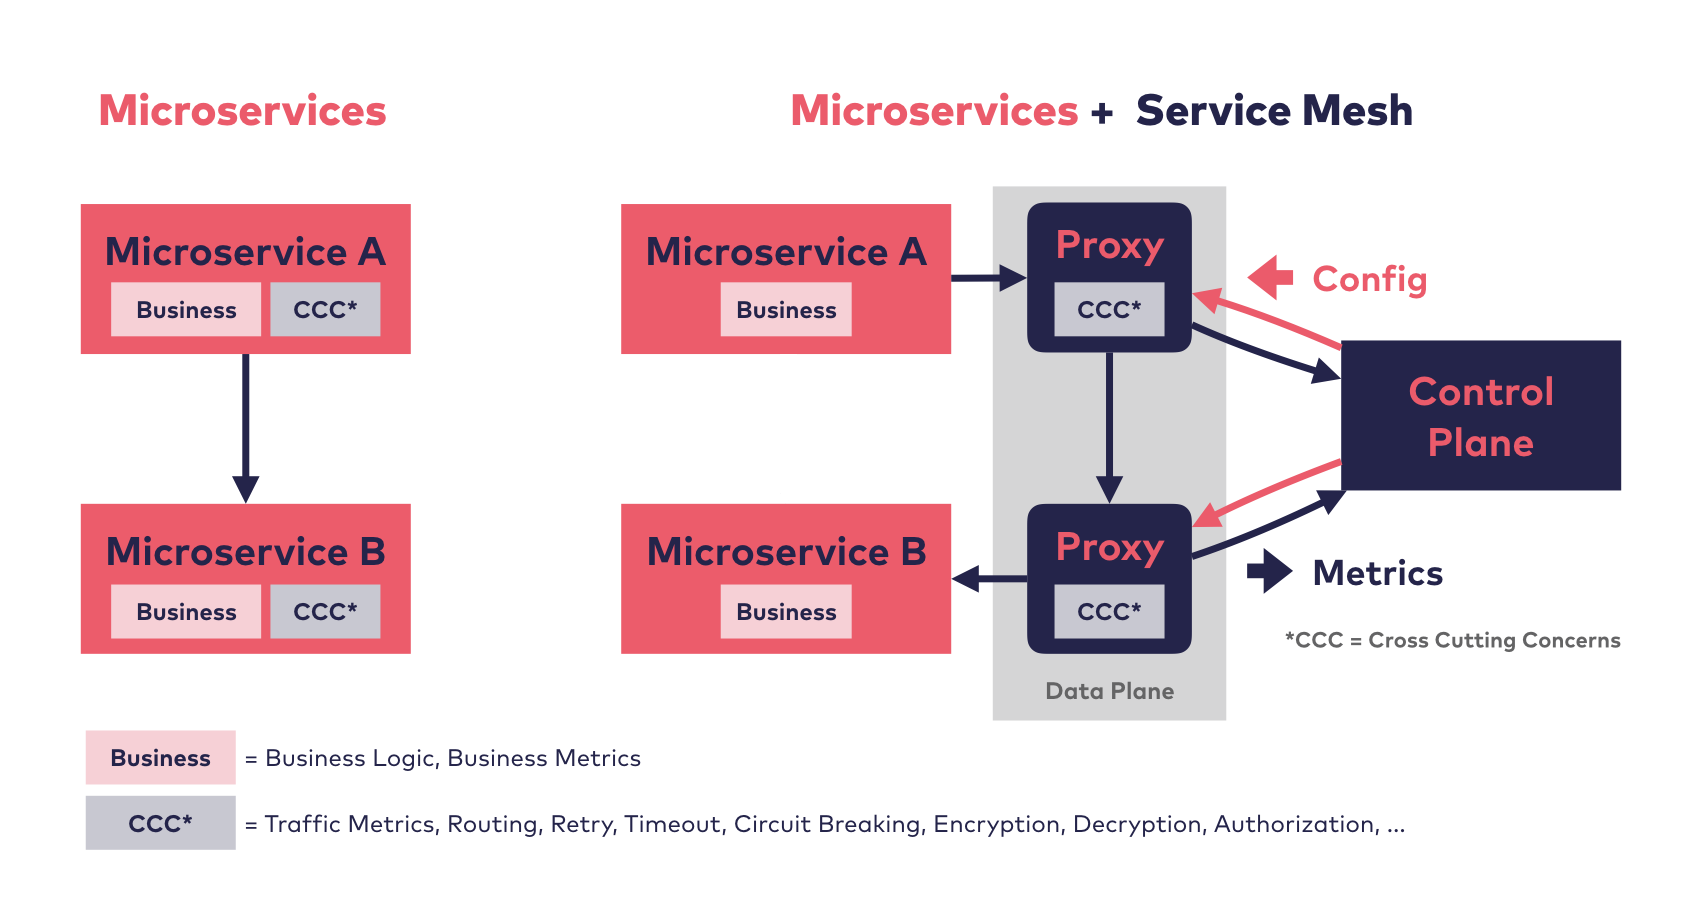 Microservices
Microservice A
Business CCC*
Microservice B
Business CCC*
Microservices + Service Mesh
Microservice A
Business
Proxy
CCC*
Config
Control
Plane
Microservice B
Business
Proxy
CCC*
Metrics
*CCC = Cross Cutting Concerns
Data Plane
Business = Business Logic, Business Metrics
CCC* = Traffic Metrics, Routing, Retry, Timeout, Circuit Breaking, Encryption, Decryption, Authorization, ...